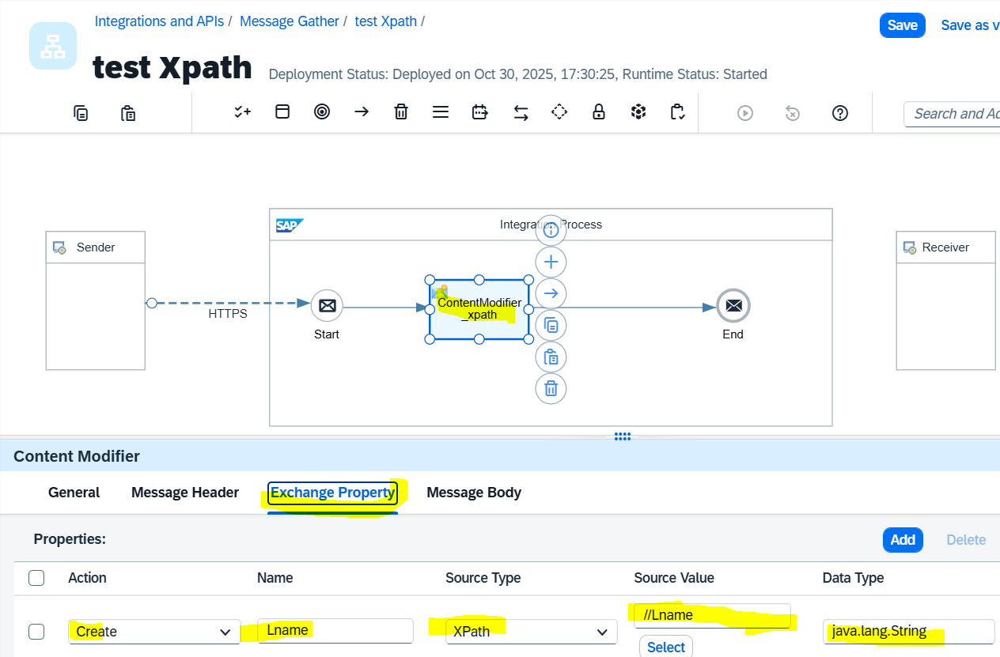 Integrations and APIs / Message Gather / test Xpath /
Save
Save as v
test Xpath
Deployment Status: Deployed on Oct 30, 2025, 17:30:25, Runtime Status: Started
Search and Ad
SAP
Integration Process
Sender
Receiver
HTTPS
Start
ContentModifier
_xpath
End
Content Modifier
General
Message Header
Exchange Property
Message Body
Properties:
Add
Delete
Action
Name
Source Type
Source Value
Data Type
Create
Lname
XPath
//Lname
java.lang.String
Select